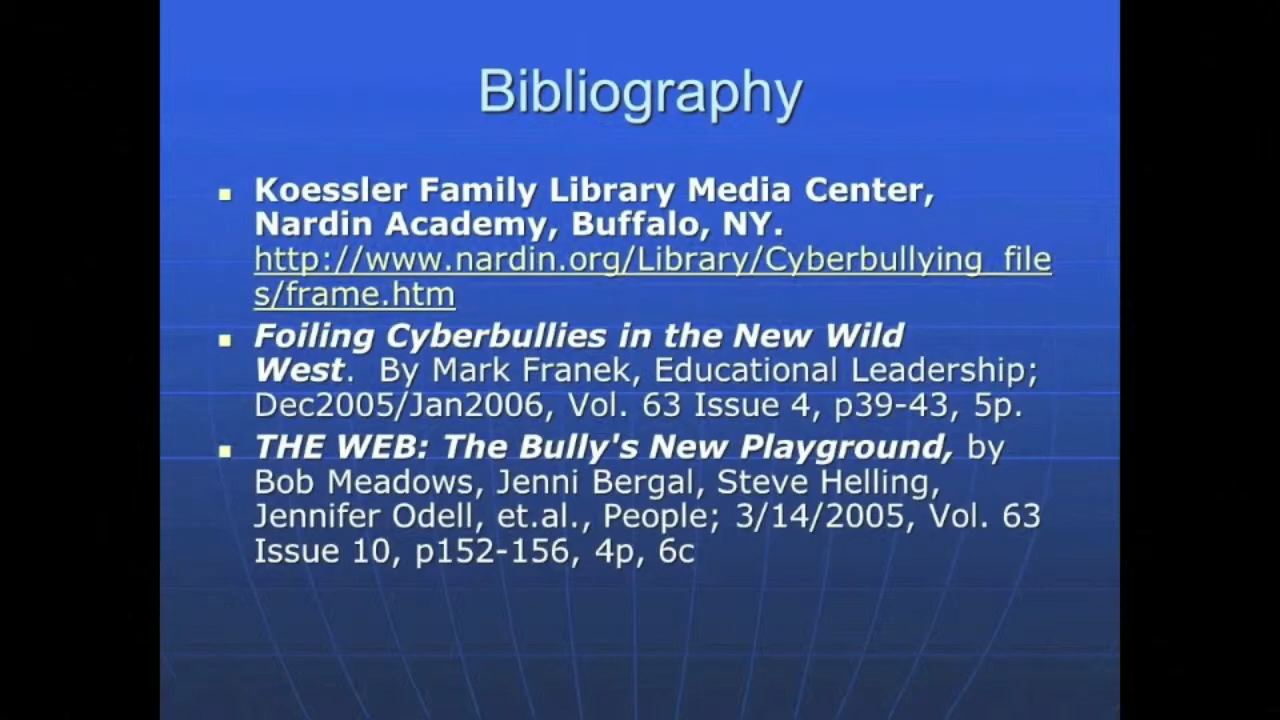 Bibliography
Koessler Family Library Media Center,
Nardin Academy, Buffalo, NY.
http://www.nardin.org/Library/Cyberbullying_file
s/frame.htm
Foiling Cyberbullies in the New Wild
West. By Mark Franek, Educational Leadership;
Dec2005/Jan2006, Vol. 63 Issue 4, p39-43, 5p.
THE WEB: The Bully's New Playground, by
Bob Meadows, Jenni Bergal, Steve Helling,
Jennifer Odell, et.al., People; 3/14/2005, Vol. 63
Issue 10, p152-156, 4p, 6c